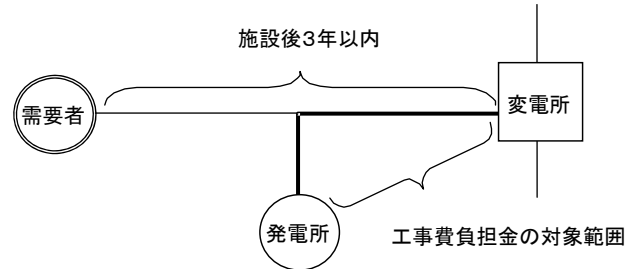 施設後3年以内
需要者
変電所
発電所
工事費負担金の対象範囲